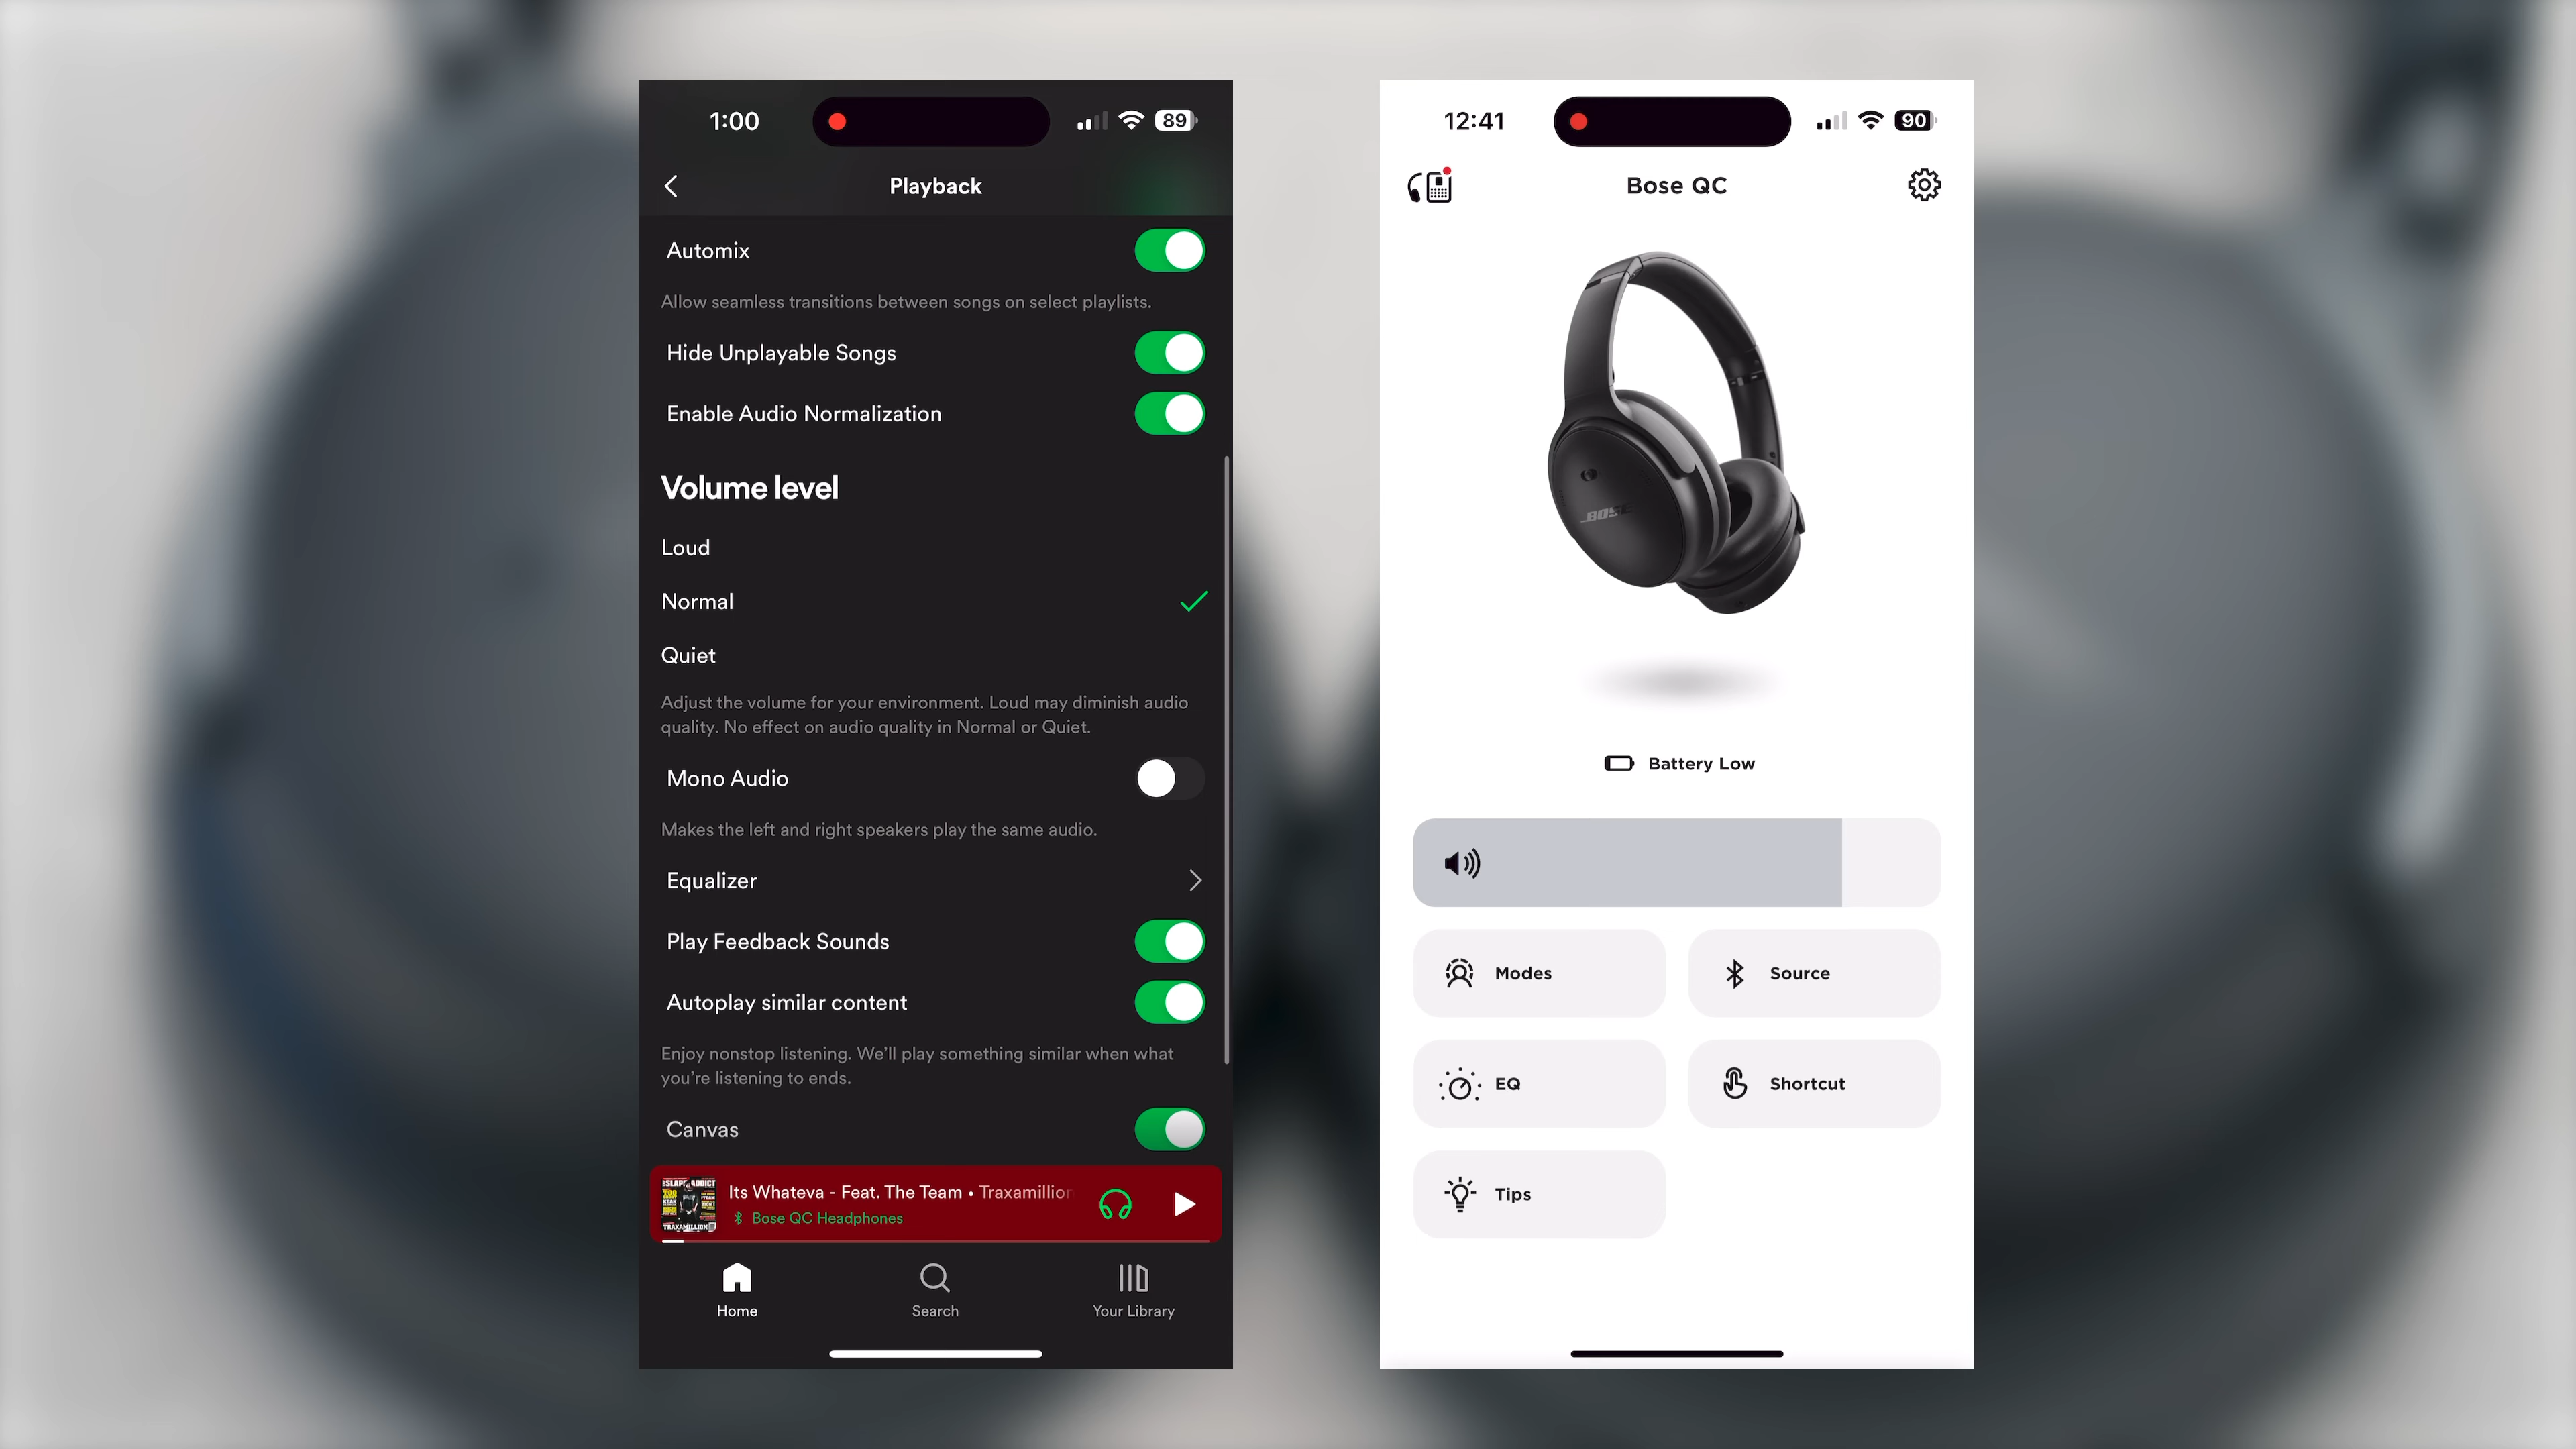 1:00
89
Playback
Automix
Allow seamless transitions between songs on select playlists.
Hide Unplayable Songs
Enable Audio Normalization
Volume level
Loud
Normal
Quiet
Adjust the volume for your environment. Loud may diminish audio
quality. No effect on audio quality in Normal or Quiet.
Mono Audio
Makes the left and right speakers play the same audio.
Equalizer
Play Feedback Sounds
Autoplay similar content
Enjoy nonstop listening. We'll play something similar when what
you're listening to ends.
Canvas
SLAPP ADDICT
TRAXAMILLION
Its Whateva - Feat. The Team • Traxamillion
Bose QC Headphones
Home
Search
Your Library
12:41
90
Bose QC
BOSE
Battery Low
Modes
Source
EQ
Shortcut
Tips